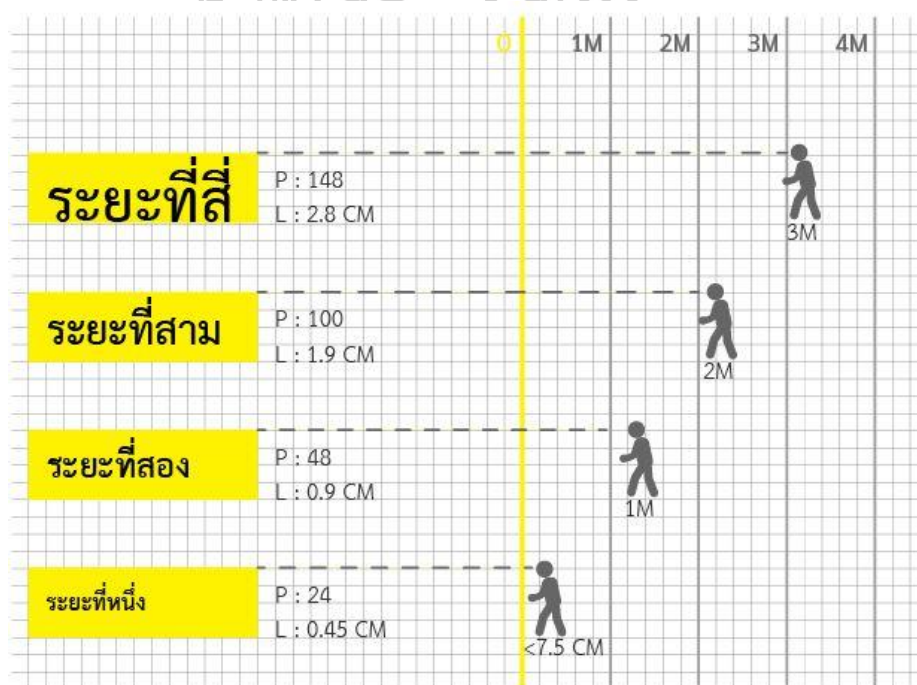 0 1M 2M 3M 4M
ระยะที่สี่
P : 148
L : 2.8 CM
3M
ระยะที่สาม
P : 100
L : 1.9 CM
2M
ระยะที่สอง
P : 48
L : 0.9 CM
1M
ระยะที่หนึ่ง
P : 24
L : 0.45 CM
<7.5 CM